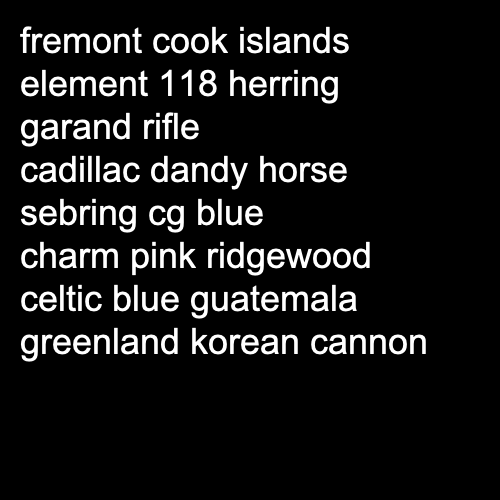 fremont cook islands
element 118 herring
garand rifle
cadillac dandy horse
sebring cg blue
charm pink ridgewood
celtic blue guatemala
greenland korean cannon